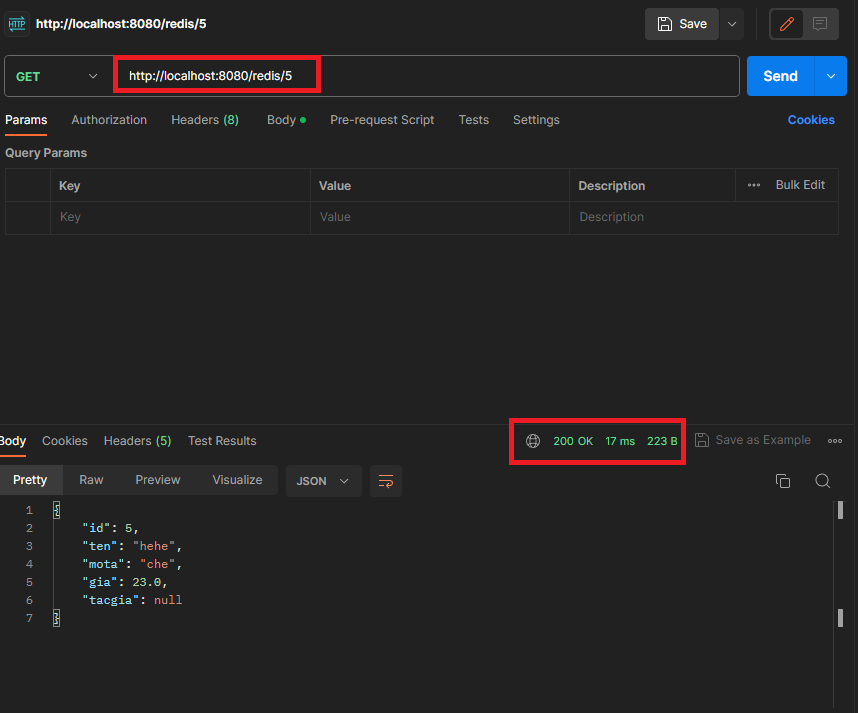 HTTP http://localhost:8080/redis/5 Save
GET http://localhost:8080/redis/5 Send
Params Authorization Headers (8) Body Pre-request Script Tests Settings Cookies
Query Params
Key Value Description Bulk Edit
Key Value Description
Body Cookies Headers (5) Test Results 200 OK 17 ms 223 B Save as Example
Pretty Raw Preview Visualize JSON
1 {
2 "id": 5,
3 "ten": "hehe",
4 "mota": "che",
5 "gia": 23.0,
6 "tacgia": null
7 }